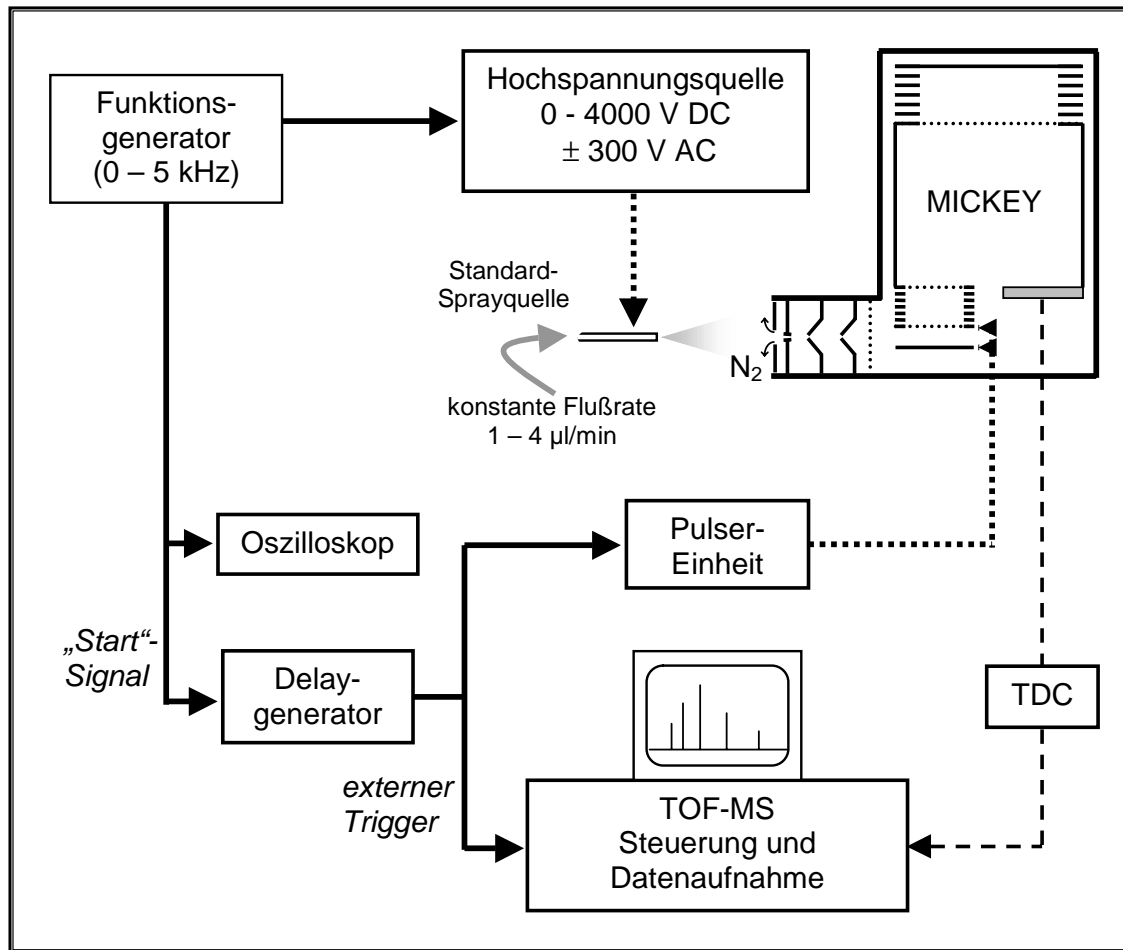 Funktions-
generator
(0 – 5 kHz)
Hochspannungsquelle
0 - 4000 V DC
± 300 V AC
MICKEY
Standard-
Sprayquelle
N2
konstante Flußrate
1 – 4 µl/min
Oszilloskop
Pulser-
Einheit
„Start“-
Signal
Delay-
generator
TDC
externer
Trigger
TOF-MS
Steuerung und
Datenaufnahme